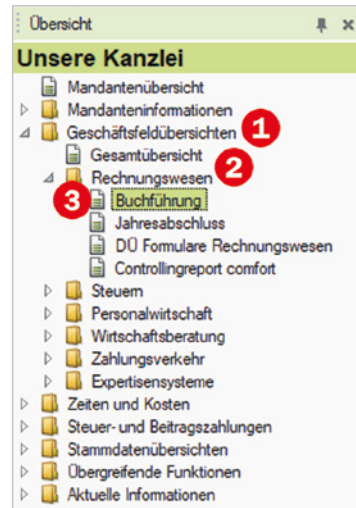 Übersicht
Unsere Kanzlei
Mandantenübersicht
Mandanteninformationen
Geschäftsfeldübersichten 1
Gesamtübersicht
Rechnungswesen 2
3 Buchführung
Jahresabschluss
DÜ Formulare Rechnungswesen
Controllingreport comfort
Steuern
Personalwirtschaft
Wirtschaftsberatung
Zahlungsverkehr
Expertisensysteme
Zeiten und Kosten
Steuer- und Beitragszahlungen
Stammdatenübersichten
Übergreifende Funktionen
Aktuelle Informationen